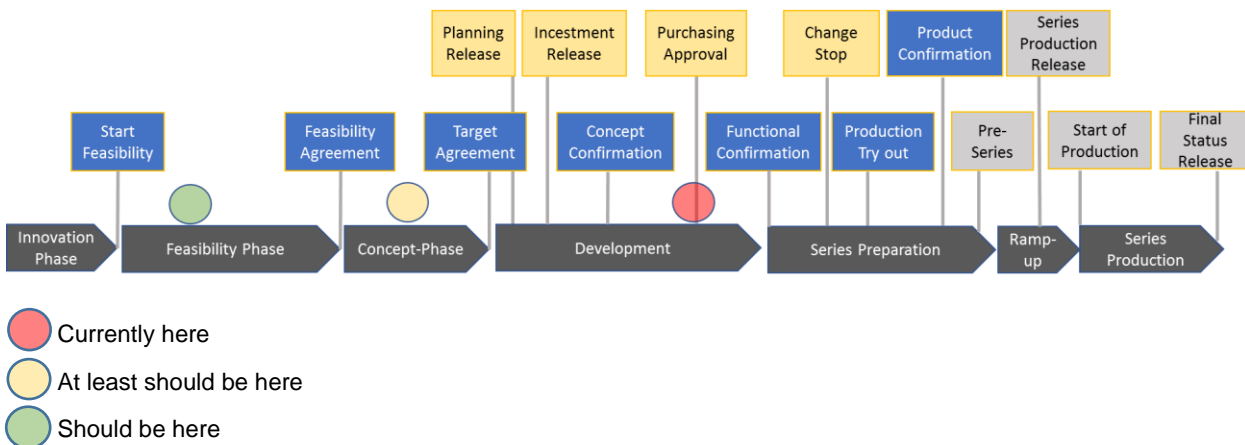 Planning
Release
Incestment
Release
Purchasing
Approval
Change
Stop
Product
Confirmation
Series
Production
Release
Start
Feasibility
Feasibility
Agreement
Target
Agreement
Concept
Confirmation
Functional
Confirmation
Production
Try out
Pre-
Series
Start of
Production
Final
Status
Release
Innovation
Phase
Feasibility Phase
Concept-Phase
Development
Series Preparation
Ramp-
up
Series
Production
Currently here
At least should be here
Should be here